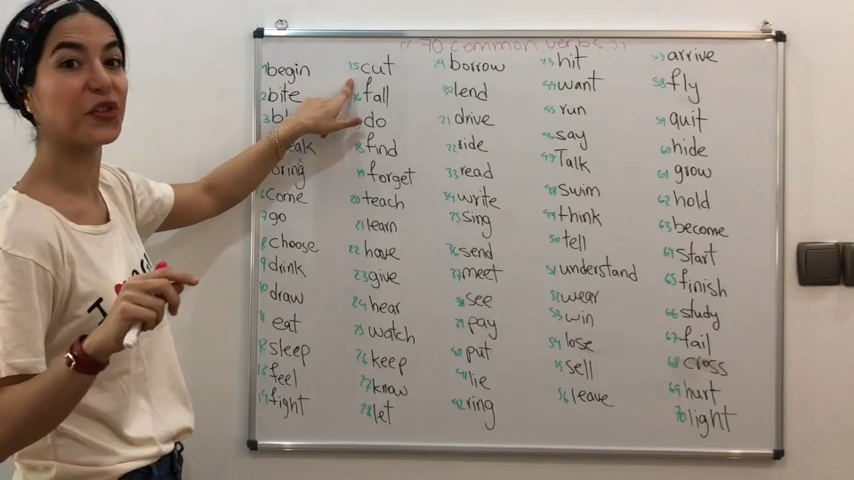 " 70 common verbs "
1 begin
2 bite
3 bl
eak
bring
6 come
7 go
8 choose
9 drink
10 draw
11 eat
12 sleep
13 feel
14 fight
15 cut
16 fall
do
18 find
19 forget
20 teach
21 learn
22 have
23 give
24 hear
25 watch
26 keep
27 know
28 let
29 borrow
30 lend
31 drive
32 ride
33 read
34 write
35 sing
36 send
37 meet
38 see
39 pay
40 put
41 lie
42 ring
43 hit
44 want
45 run
46 say
47 Talk
48 swim
49 think
50 tell
51 understand
52 wear
53 win
54 lose
55 sell
56 leave
57 arrive
58 fly
59 quit
60 hide
61 grow
62 hold
63 become
64 start
65 finish
66 study
67 fail
68 cross
69 hurt
70 light
I